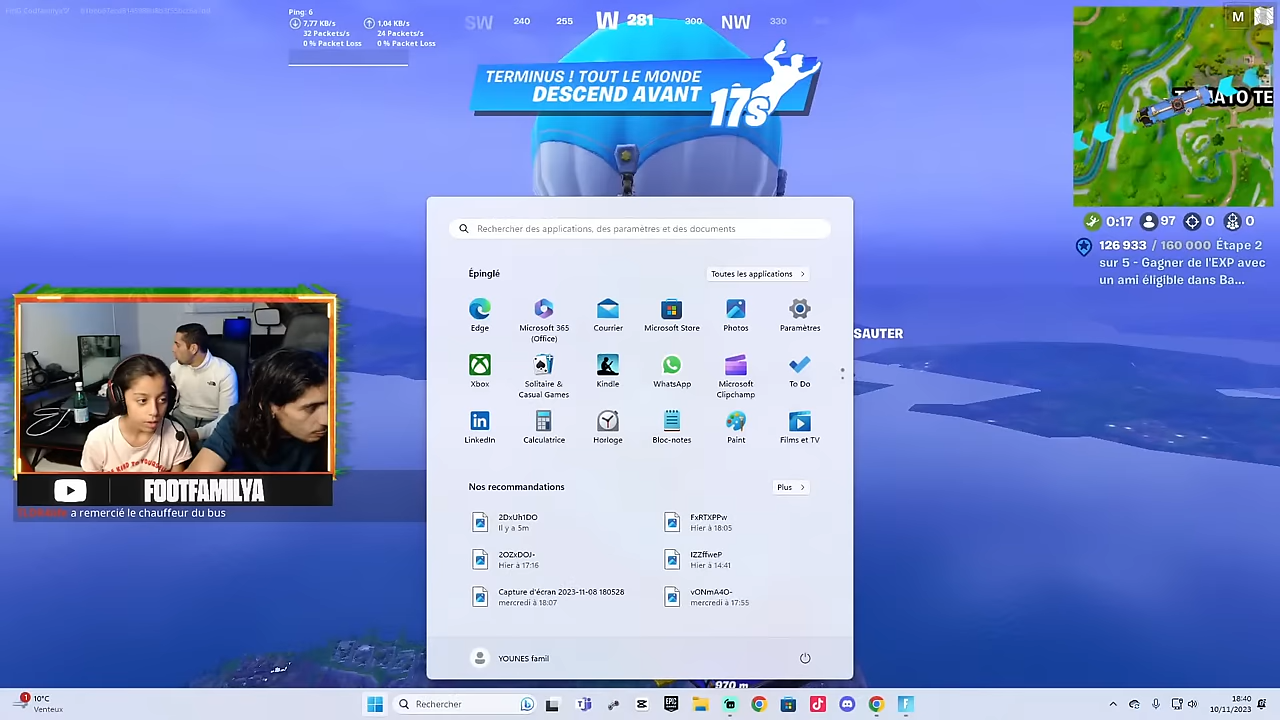 Ping: 6
7,77 KB/s 1,04 KB/s
32 Packets/s 24 Packets/s
0 % Packet Loss 0 % Packet Loss
SW 240 255 W 281 300 NW 330
TERMINUS ! TOUT LE MONDE
DESCEND AVANT 17s
M
0:17 97 0 0
126 933 / 160 000 Étape 2
sur 5 - Gagner de l'EXP avec
un ami éligible dans Ba...
SAUTER
Rechercher des applications, des paramètres et des documents
Épinglé
Toutes les applications
Edge
Microsoft 365
(Office)
Courrier
Microsoft Store
Photos
Paramètres
Xbox
Solitaire &
Casual Games
Kindle
WhatsApp
Microsoft
Clipchamp
To Do
LinkedIn
Calculatrice
Horloge
Bloc-notes
Paint
Films et TV
Nos recommandations
Plus
2DxUh1DO
Il y a 5m
FxRTXPPw
Hier à 18:05
2OZxDOJ-
Hier à 17:16
IZZffweP
Hier à 14:41
Capture d'écran 2023-11-08 180528
mercredi à 18:07
vONmA4O-
mercredi à 17:55
YOUNES famil
FOOTFAMILYA
a remercié le chauffeur du bus
970 m
1
10°C
Venteux
Rechercher
EPIC
18:40
10/11/2023